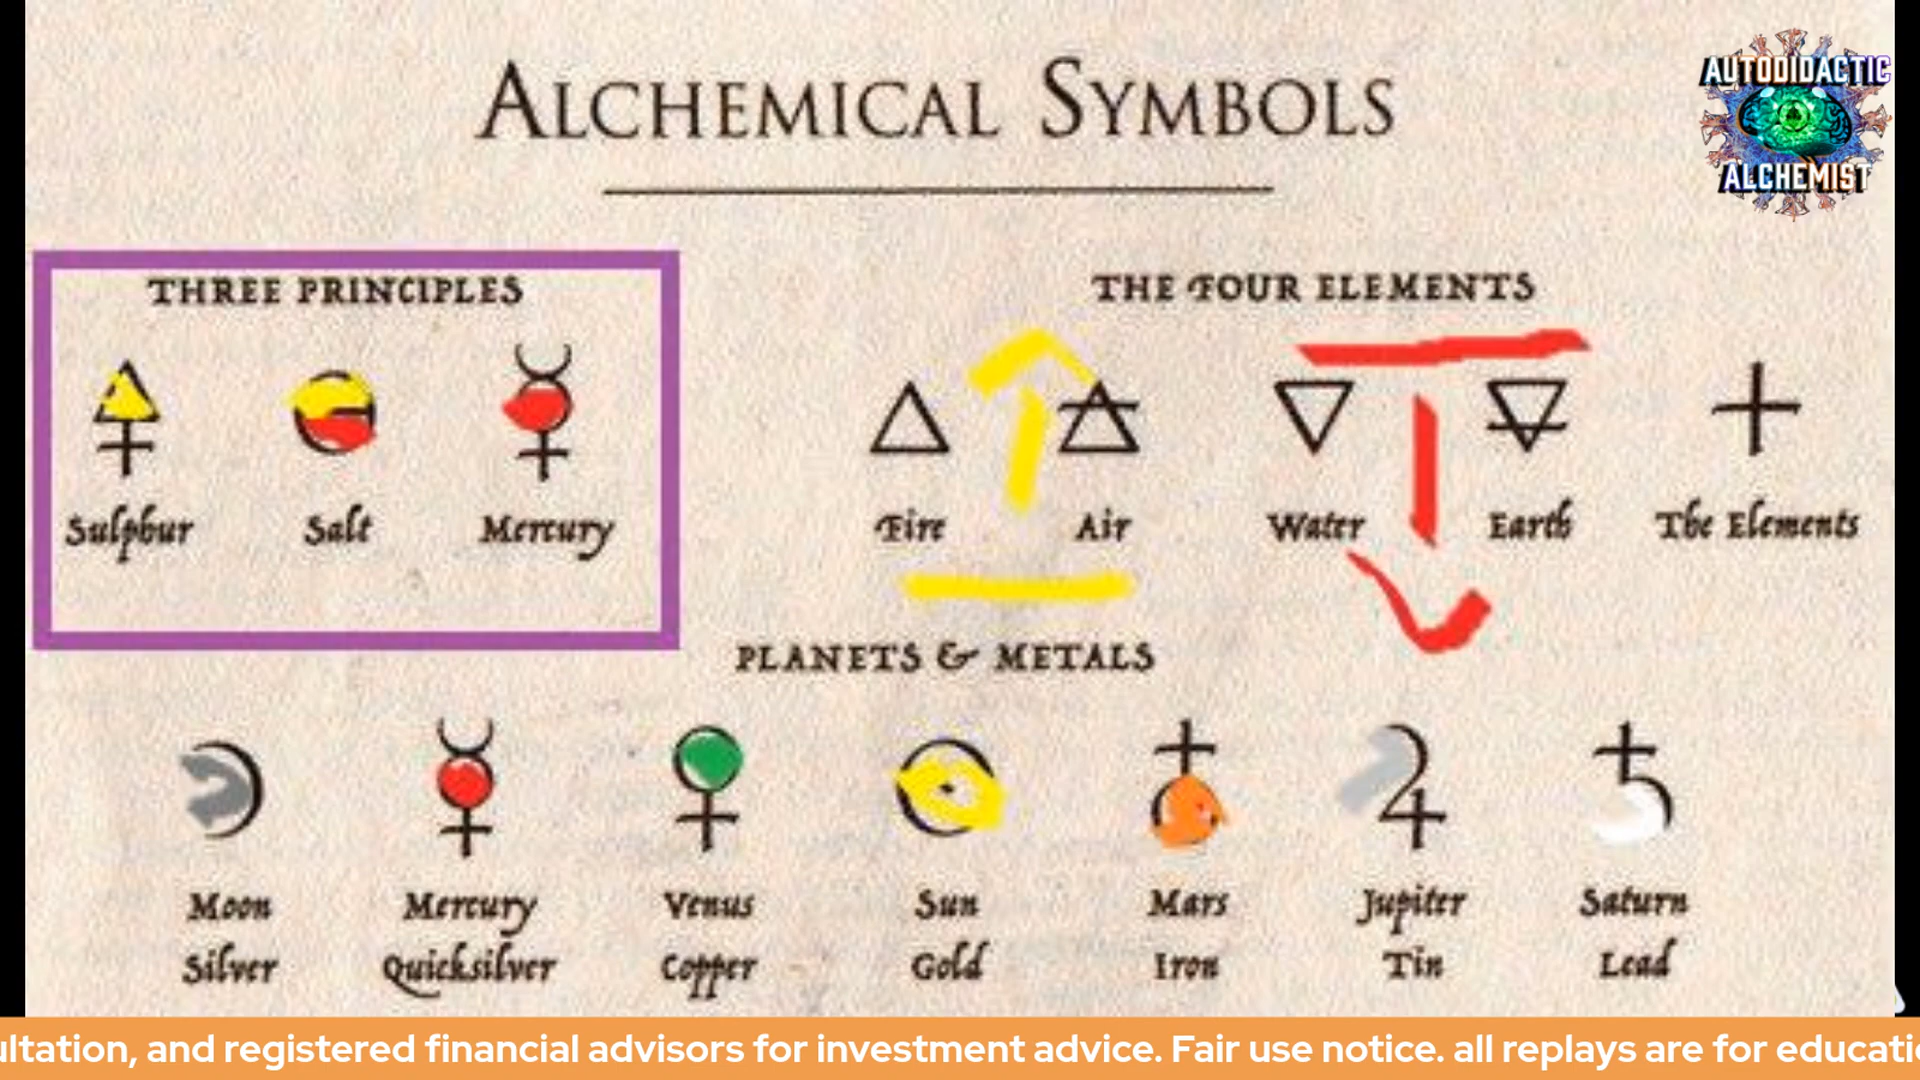 ALCHEMICAL SYMBOLS
AUTODIDACTIC
ALCHEMIST
THREE PRINCIPLES
Sulphur Salt Mercury
THE FOUR ELEMENTS
Fire Air Water Earth The Elements
PLANETS & METALS
Moon Mercury Venus Sun Mars Jupiter Saturn
Silver Quicksilver Copper Gold Iron Tin Lead
ultation, and registered financial advisors for investment advice. Fair use notice. all replays are for educati